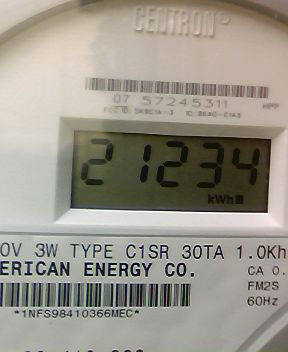 CENTRON®
07 57245311 HPP
21234
kWh
0V 3W TYPE C1SR 30TA 1.0Kh
ERICAN ENERGY CO.
CA 0.
FM2S
60Hz
*1NFS98410366MEC*